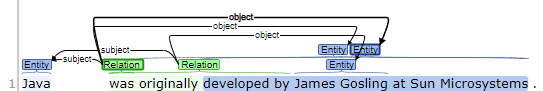 object
object
object
Entity Entity
subject
subject
Entity Relation Relation Entity
1 Java was originally developed by James Gosling at Sun Microsystems .